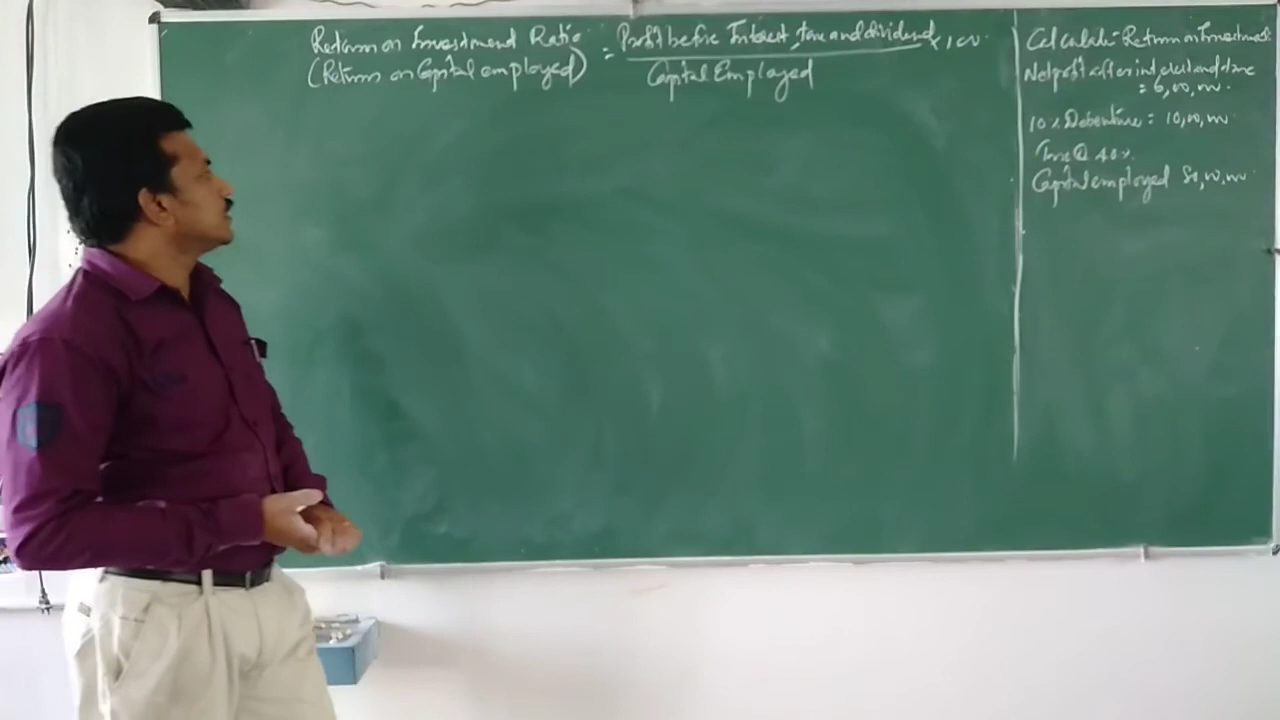 Return on Investment Ratio = Profit before Interest, tax and dividend × 100
(Return on Capital employed) Capital Employed
Calculate Return on Investment:
Net profit after interest and tax
= 6,00,000.
10% Debenture = 10,00,000
Tax @ 40%.
Capital employed 80,00,000